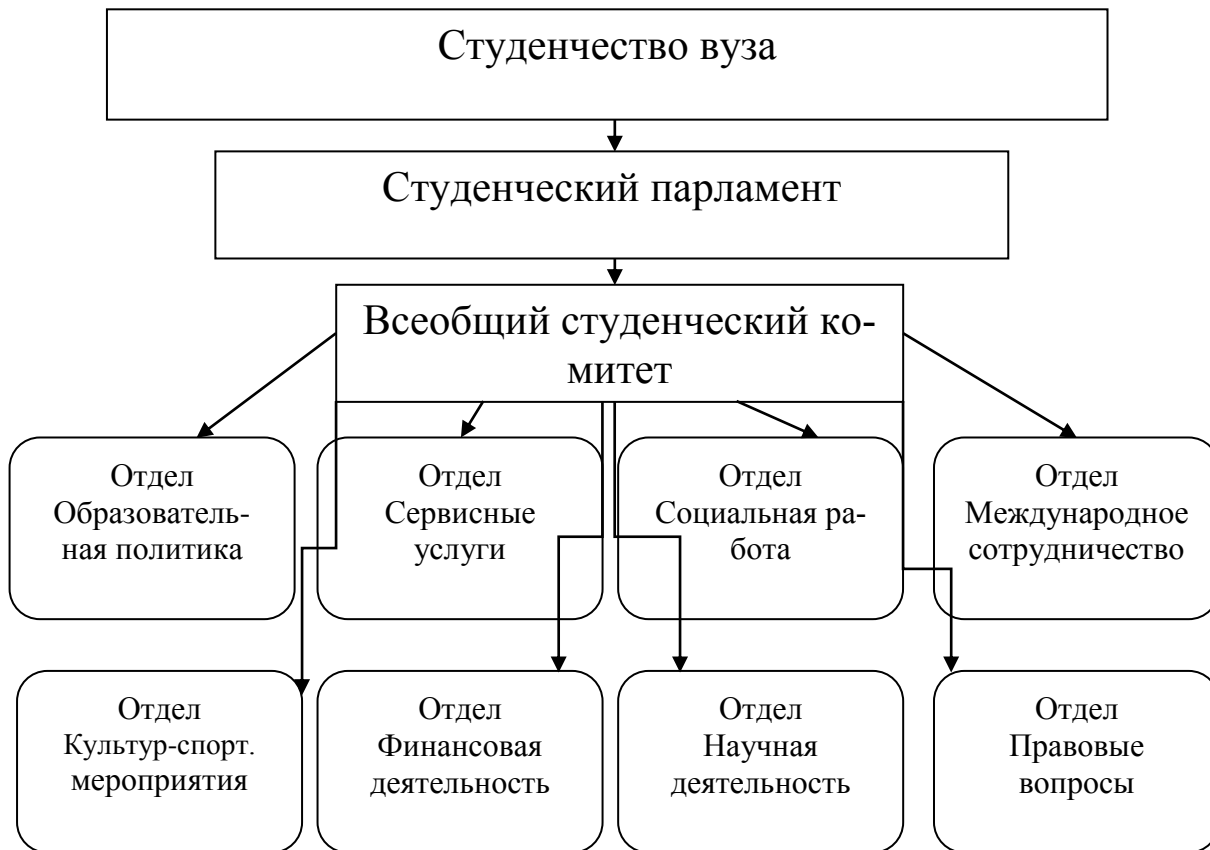 Студенчество вуза
Студенческий парламент
Всеобщий студенческий ко-
митет
Отдел
Образователь-
ная политика
Отдел
Сервисные
услуги
Отдел
Социальная ра-
бота
Отдел
Международное
сотрудничество
Отдел
Культур-спорт.
мероприятия
Отдел
Финансовая
деятельность
Отдел
Научная
деятельность
Отдел
Правовые
вопросы